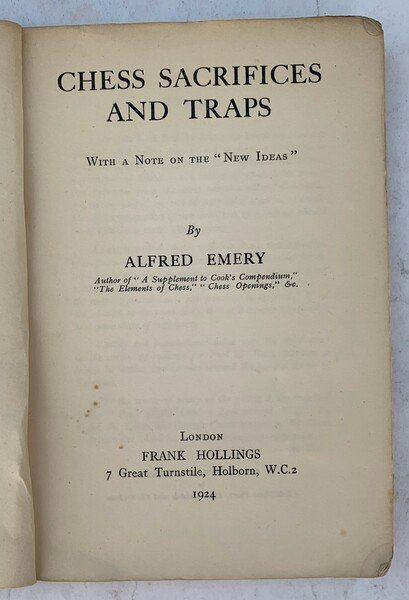 CHESS SACRIFICES
AND TRAPS
WITH A NOTE ON THE "NEW IDEAS"
By
ALFRED EMERY
Author of "A Supplement to Cook's Compendium,"
"The Elements of Chess," "Chess Openings," &c.
LONDON
FRANK HOLLINGS
7 Great Turnstile, Holborn, W.C.2
1924